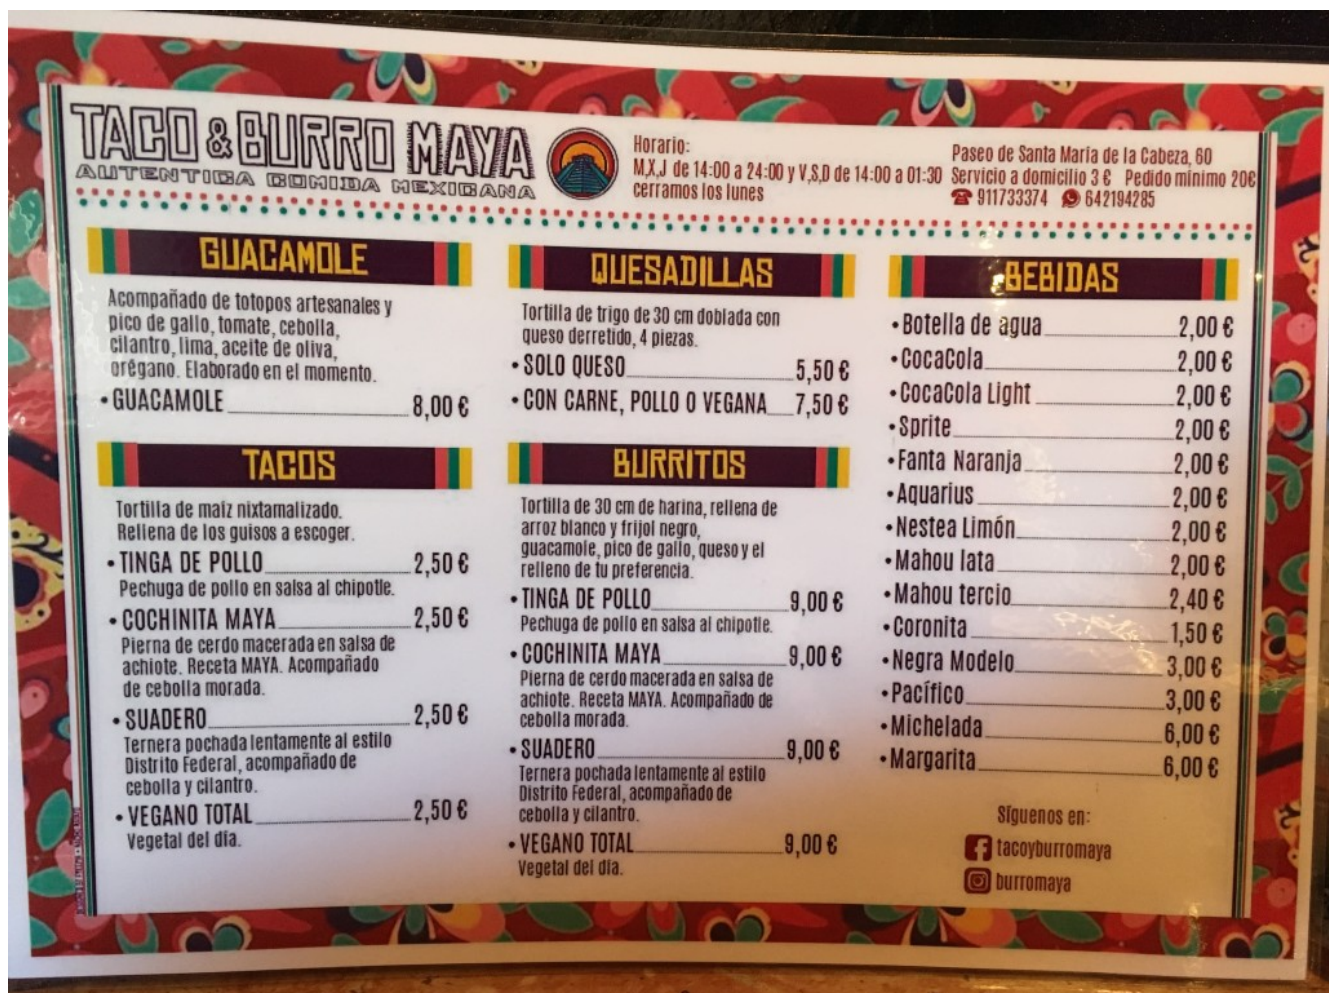 TACO & BURRO MAYA
AUTENTICA COMIDA MEXICANA
Horario:
M,X,J de 14:00 a 24:00 y V,S,D de 14:00 a 01:30
cerramos los lunes
Paseo de Santa Maria de la Cabeza, 60
Servicio a domicilio 3 € Pedido minimo 20€
911733374 642194285
GUACAMOLE
Acompañado de totopos artesanales y
pico de gallo, tomate, cebolla,
cilantro, lima, aceite de oliva,
orégano. Elaborado en el momento.
•GUACAMOLE 8,00 €
TACOS
Tortilla de maíz nixtamalizado.
Rellena de los guisos a escoger.
•TINGA DE POLLO 2,50 €
Pechuga de pollo en salsa al chipotle.
•COCHINITA MAYA 2,50 €
Pierna de cerdo macerada en salsa de
achiote. Receta MAYA. Acompañado
de cebolla morada.
•SUADERO 2,50 €
Ternera pochada lentamente al estilo
Distrito Federal, acompañado de
cebolla y cilantro.
•VEGANO TOTAL 2,50 €
Vegetal del día.
QUESADILLAS
Tortilla de trigo de 30 cm doblada con
queso derretido, 4 piezas.
•SOLO QUESO 5,50 €
•CON CARNE, POLLO O VEGANA 7,50 €
BURRITOS
Tortilla de 30 cm de harina, rellena de
arroz blanco y frijol negro,
guacamole, pico de gallo, queso y el
relleno de tu preferencia.
•TINGA DE POLLO 9,00 €
Pechuga de pollo en salsa al chipotle.
•COCHINITA MAYA 9,00 €
Pierna de cerdo macerada en salsa de
achiote. Receta MAYA. Acompañado de
cebolla morada.
•SUADERO 9,00 €
Ternera pochada lentamente al estilo
Distrito Federal, acompañado de
cebolla y cilantro.
•VEGANO TOTAL 9,00 €
Vegetal del día.
BEBIDAS
•Botella de agua 2,00 €
•CocaCola 2,00 €
•CocaCola Light 2,00 €
•Sprite 2,00 €
•Fanta Naranja 2,00 €
•Aquarius 2,00 €
•Nestea Limón 2,00 €
•Mahou lata 2,00 €
•Mahou tercio 2,40 €
•Coronita 1,50 €
•Negra Modelo 3,00 €
•Pacífico 3,00 €
•Michelada 6,00 €
•Margarita 6,00 €
Síguenos en:
tacoyburromaya
burromaya